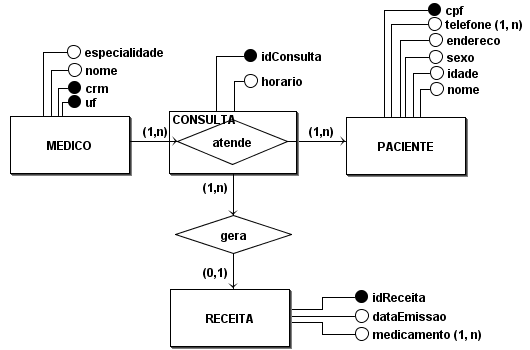 cpf
telefone (1, n)
endereco
sexo
idade
nome
especialidade
nome
crm
uf
idConsulta
horario
MEDICO
(1,n)
CONSULTA
atende
(1,n)
PACIENTE
(1,n)
gera
(0,1)
RECEITA
idReceita
dataEmissao
medicamento (1, n)